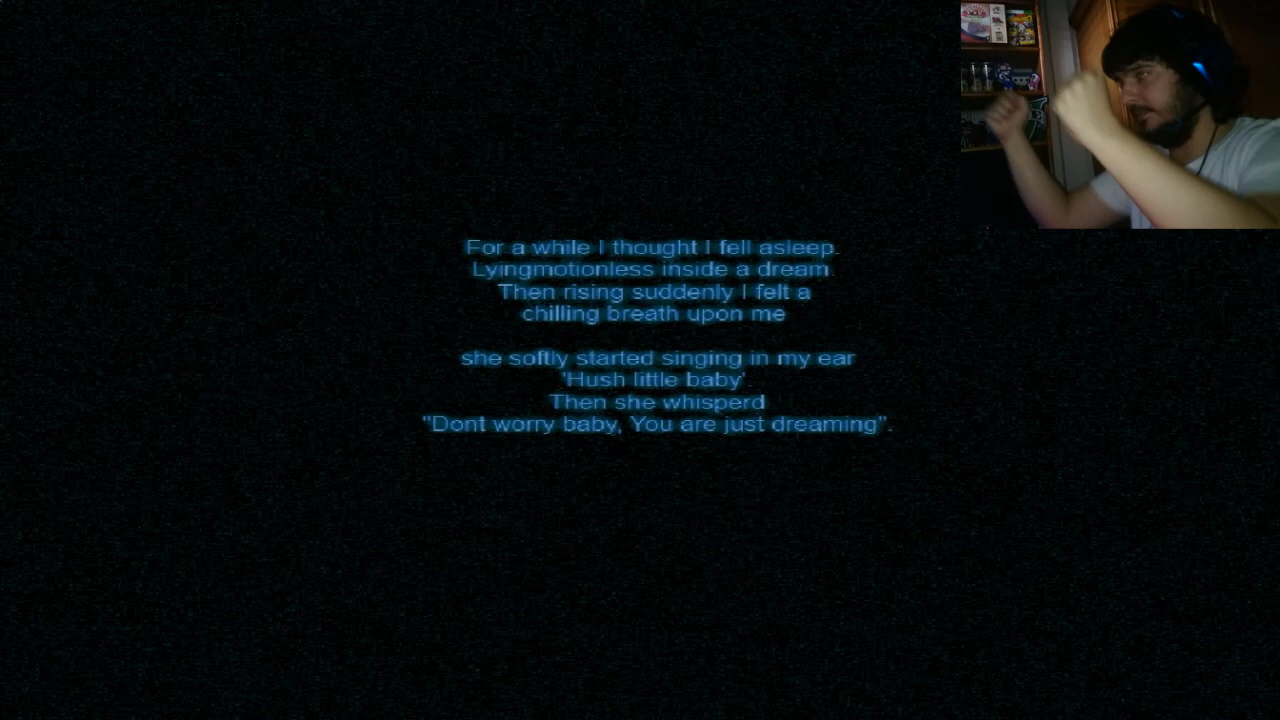 For a while I thought I fell asleep.
Lyingmotionless inside a dream.
Then rising suddenly I felt a
chilling breath upon me
she softly started singing in my ear
'Hush little baby'.
Then she whisperd
"Dont worry baby, You are just dreaming".